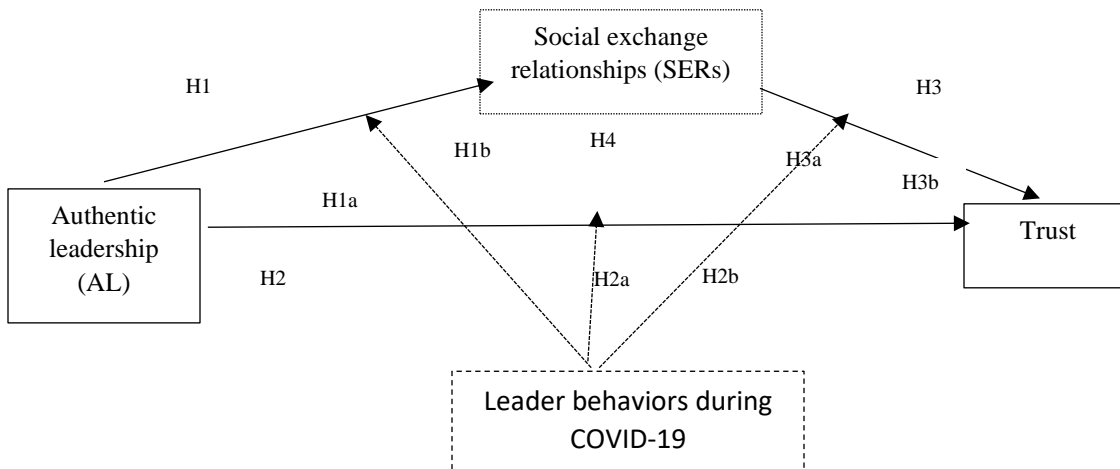 Social exchange
relationships (SERs)
H1
H3
H1b
H4
H3a
H3b
H1a
Authentic
leadership
(AL)
Trust
H2
H2a
H2b
Leader behaviors during
COVID-19